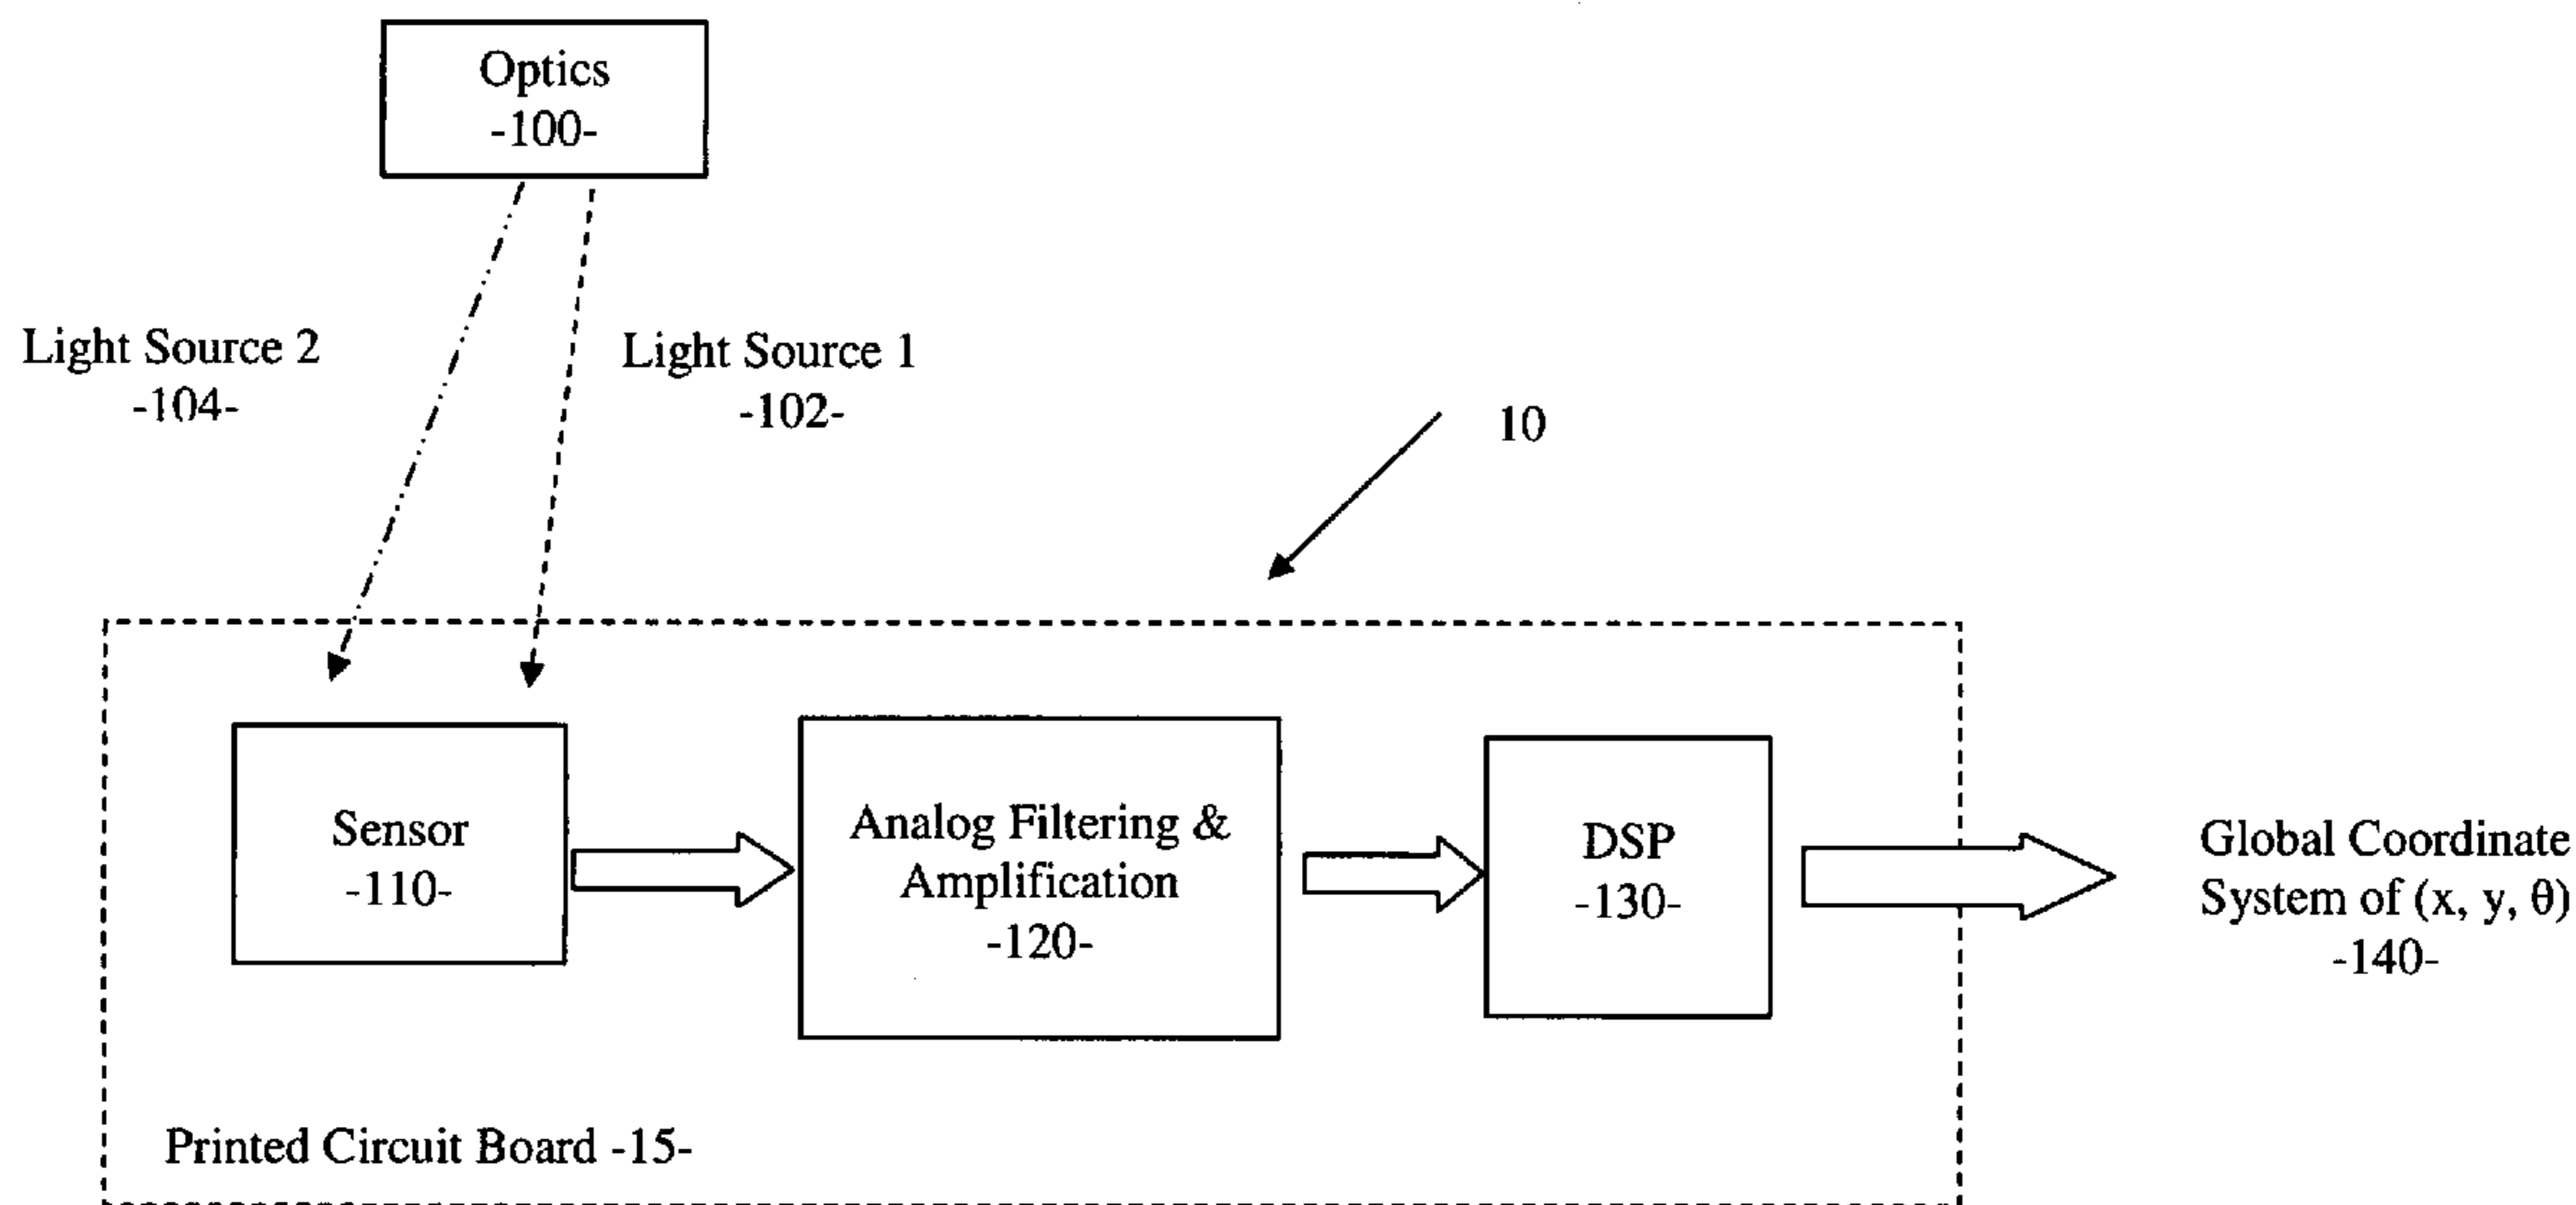 Optics
-100-
Light Source 2
-104-
Light Source 1
-102-
10
Sensor
-110-
Analog Filtering &
Amplification
-120-
DSP
-130-
Global Coordinate
System of (x, y, θ)
-140-
Printed Circuit Board -15-